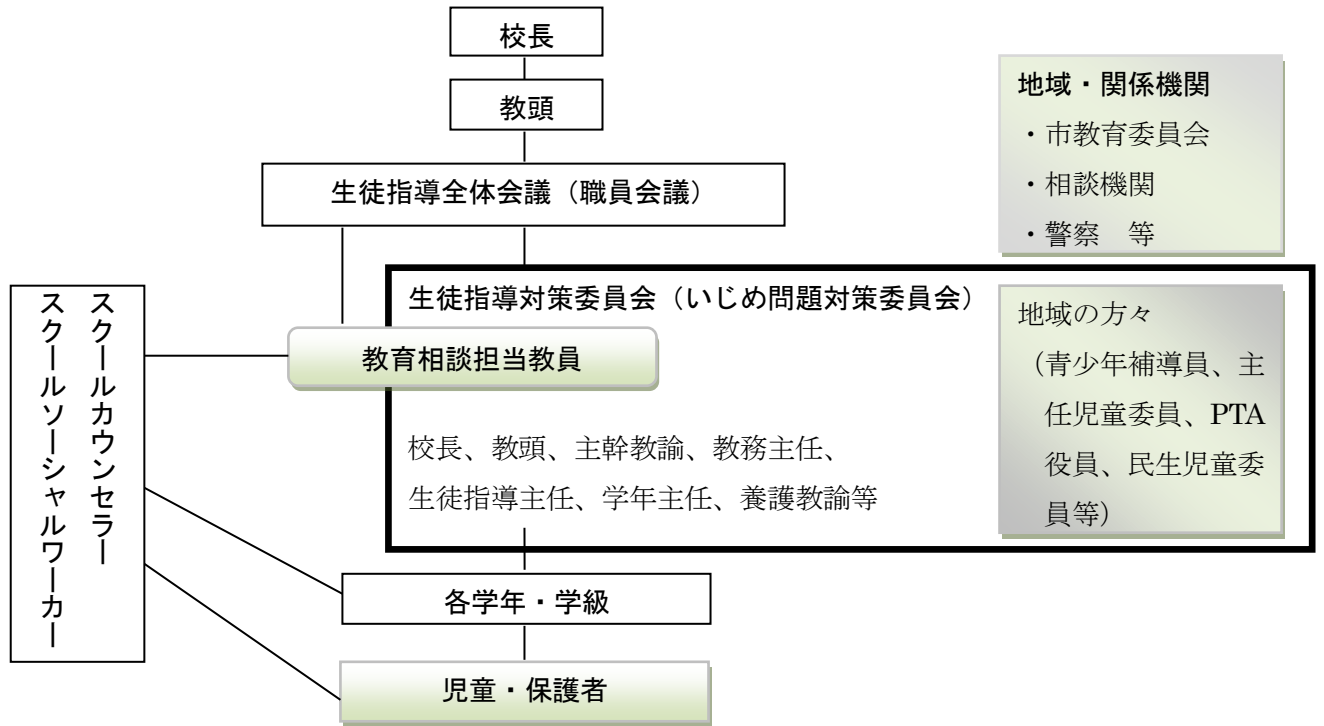 校長
教頭
生徒指導全体会議（職員会議）
地域・関係機関
・市教育委員会
・相談機関
・警察　等
スクールカウンセラー
スクールソーシャルワーカー
生徒指導対策委員会（いじめ問題対策委員会）
教育相談担当教員
校長、教頭、主幹教諭、教務主任、
生徒指導主任、学年主任、養護教諭等
地域の方々
（青少年補導員、主
任児童委員、PTA
役員、民生児童委
員等）
各学年・学級
児童・保護者